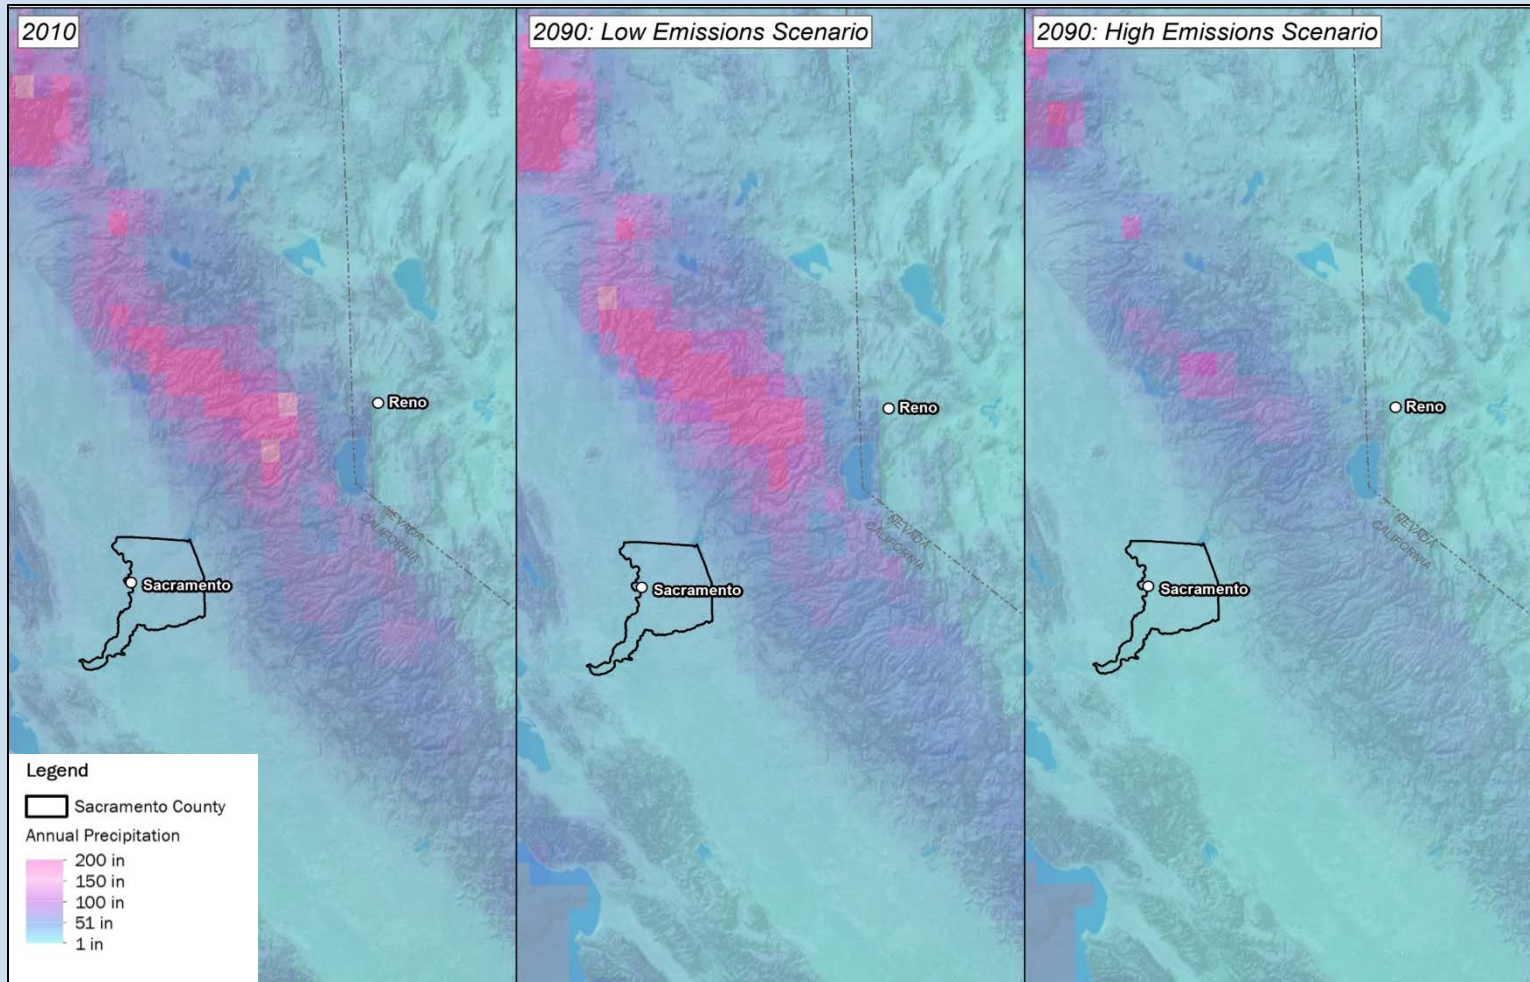 2010
2090: Low Emissions Scenario
2090: High Emissions Scenario
Reno
Reno
Reno
NEVADA
CALIFORNIA
NEVADA
CALIFORNIA
NEVADA
CALIFORNIA
Sacramento
Sacramento
Sacramento
Legend
Sacramento County
Annual Precipitation
200 in
150 in
100 in
51 in
1 in